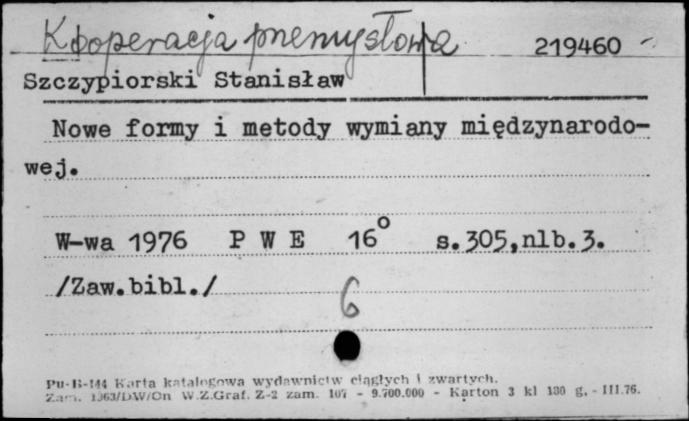 Kooperacja przemysłowa 219460
Szczypiorski Stanisław
Nowe formy i metody wymiany międzynarodo-
wej.
W-wa 1976 P W E 16° s.305,nlb.3.
/Zaw.bibl./
6
Pu-B-144 Karta katalogowa wydawnictw ciągłych i zwartych.
Zam. 1363/DW/On W.Z.Graf. Z-2 zam. 107 - 9.700.000 - Karton 3 kl 180 g. - III.76.